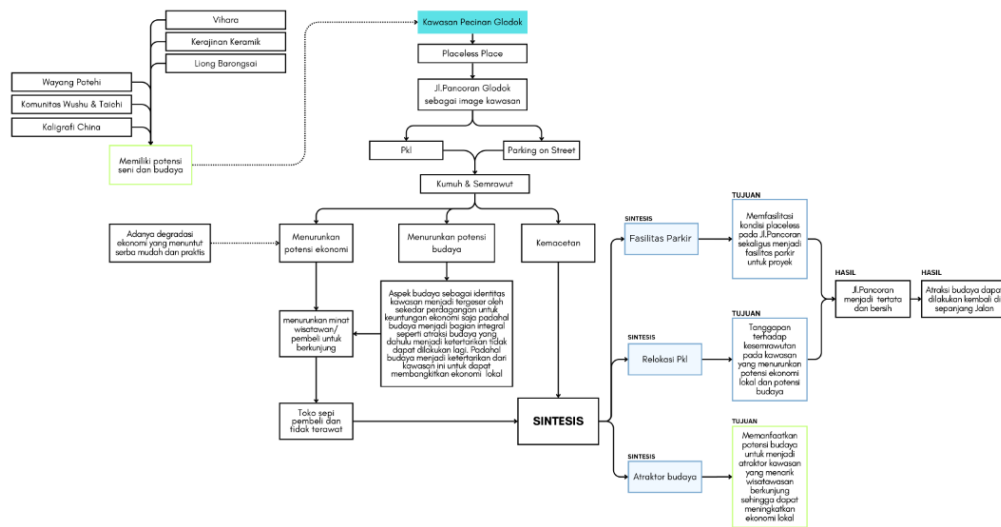 Vihara
Kerajinan Keramik
Liong Barongsai
Wayang Potehi
Komunitas Wushu & Taichi
Kaligrafi China
Memiliki potensi
seni dan budaya
Kawasan Pecinan Glodok
Placeless Place
Jl.Pancoran Glodok
sebagai image kawasan
Pkl
Parking on Street
Kumuh & Semrawut
Adanya degradasi
ekonomi yang menuntut
serba mudah dan praktis
Menurunkan
potensi ekonomi
Menurunkan potensi
budaya
Kemacetan
menurunkan minat
wisatawan/
pembeli untuk
berkunjung
Aspek budaya sebagai identitas
kawasan menjadi tergeser oleh
sekedar perdagangan untuk
keuntungan ekonomi saja padahal
budaya menjadi bagian integral
seperti atraksi budaya yang
dahulu menjadi ketertarikan tidak
dapat dilakukan lagi. Padahal
budaya menjadi ketertarikan dari
kawasan ini untuk dapat
membangkitkan ekonomi lokal
Toko sepi
pembeli dan
tidak terawat
SINTESIS
SINTESIS
Fasilitas Parkir
TUJUAN
Memfasilitasi
kondisi placeless
pada Jl.Pancoran
sekaligus menjadi
fasilitas parkir
untuk proyek
SINTESIS
Relokasi Pkl
TUJUAN
Tanggapan
terhadap
kesemrawutan
pada kawasan
yang menurunkan
potensi ekonomi
lokal dan potensi
budaya
SINTESIS
Atraktor budaya
TUJUAN
Memanfaatkan
potensi budaya
untuk menjadi
atraktor kawasan
yang menarik
wisatawasan
berkunjung
sehingga dapat
meningkatkan
ekonomi lokal
HASIL
Jl.Pancoran
menjadi tertata
dan bersih
HASIL
Atraksi budaya dapat
dilakukan kembali di
sepanjang Jalan